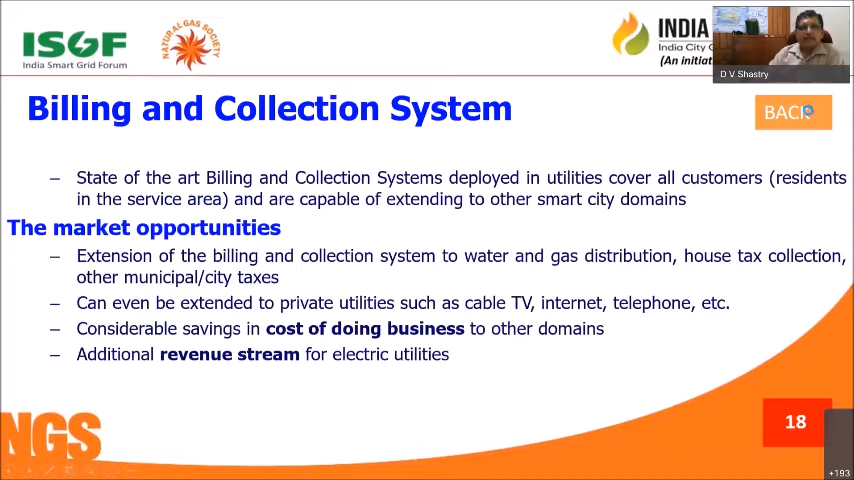 ISGF
India Smart Grid Forum
NATURAL GAS SOCIETY
INDIA
India City G
(An initiat
D V Shastry
Billing and Collection System
BACK
– State of the art Billing and Collection Systems deployed in utilities cover all customers (residents
in the service area) and are capable of extending to other smart city domains
The market opportunities
– Extension of the billing and collection system to water and gas distribution, house tax collection,
other municipal/city taxes
– Can even be extended to private utilities such as cable TV, internet, telephone, etc.
– Considerable savings in cost of doing business to other domains
– Additional revenue stream for electric utilities
NGS
18
+193